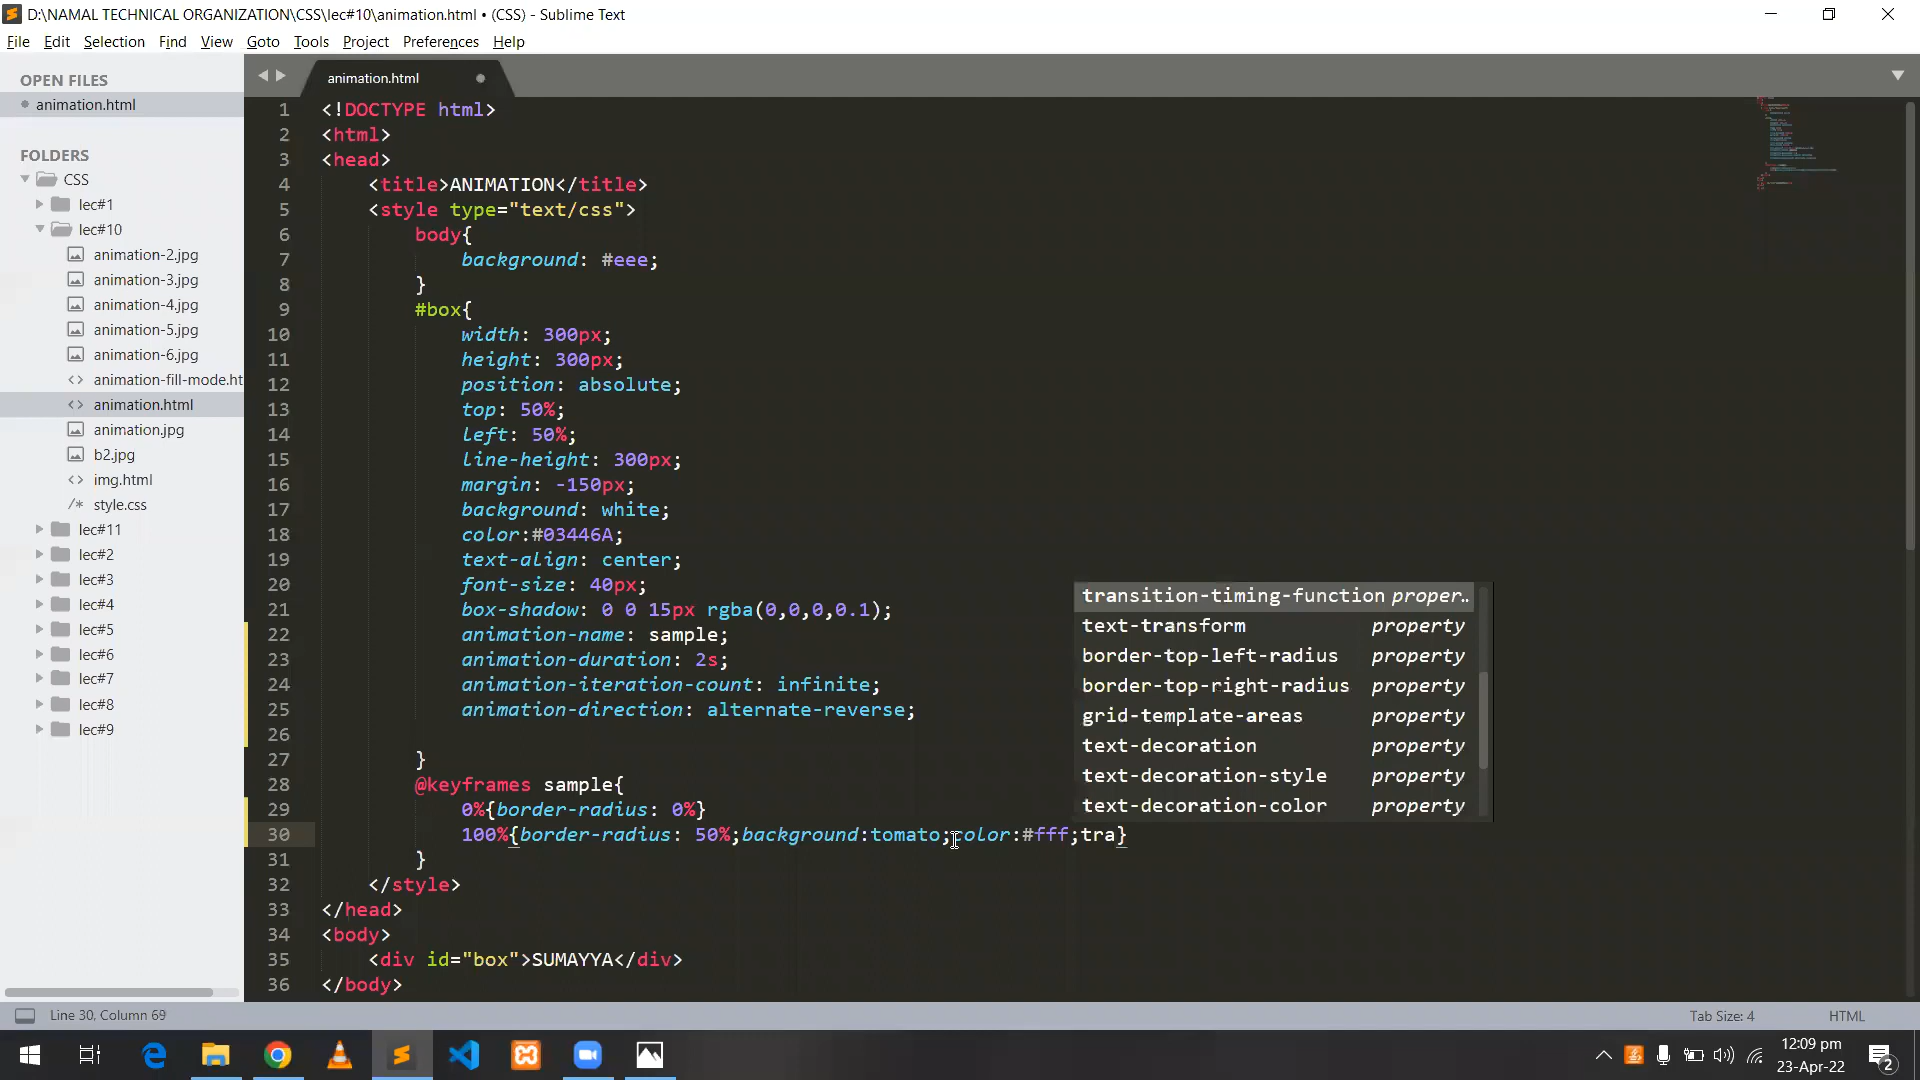 D:\NAMAL TECHNICAL ORGANIZATION\CSS\lec#10\animation.html • (CSS) - Sublime Text
File Edit Selection Find View Goto Tools Project Preferences Help
OPEN FILES
animation.html
FOLDERS
CSS
lec#1
lec#10
animation-2.jpg
animation-3.jpg
animation-4.jpg
animation-5.jpg
animation-6.jpg
animation-fill-mode.ht
animation.html
animation.jpg
b2.jpg
img.html
/* style.css
lec#11
lec#2
lec#3
lec#4
lec#5
lec#6
lec#7
lec#8
lec#9
animation.html
1 <!DOCTYPE html>
2 <html>
3 <head>
4 <title>ANIMATION</title>
5 <style type="text/css">
6 body{
7 background: #eee;
8 }
9 #box{
10 width: 300px;
11 height: 300px;
12 position: absolute;
13 top: 50%;
14 left: 50%;
15 line-height: 300px;
16 margin: -150px;
17 background: white;
18 color:#03446A;
19 text-align: center;
20 font-size: 40px;
21 box-shadow: 0 0 15px rgba(0,0,0,0.1);
22 animation-name: sample;
23 animation-duration: 2s;
24 animation-iteration-count: infinite;
25 animation-direction: alternate-reverse;
26
27 }
28 @keyframes sample{
29 0%{border-radius: 0%}
30 100%{border-radius: 50%;background:tomato;color:#fff;tra}
31 }
32 </style>
33 </head>
34 <body>
35 <div id="box">SUMAYYA</div>
36 </body>
transition-timing-function proper..
text-transform property
border-top-left-radius property
border-top-right-radius property
grid-template-areas property
text-decoration property
text-decoration-style property
text-decoration-color property
Line 30, Column 69
Tab Size: 4
HTML
12:09 pm
23-Apr-22
2